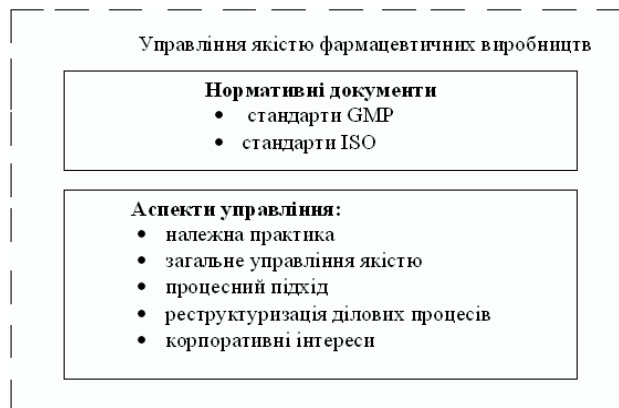 Управління якістю фармацевтичних виробництв
Нормативні документи
• стандарти GMP
• стандарти ISO
Аспекти управління:
• належна практика
• загальне управління якістю
• процесний підхід
• реструктуризація ділових процесів
• корпоративні інтереси